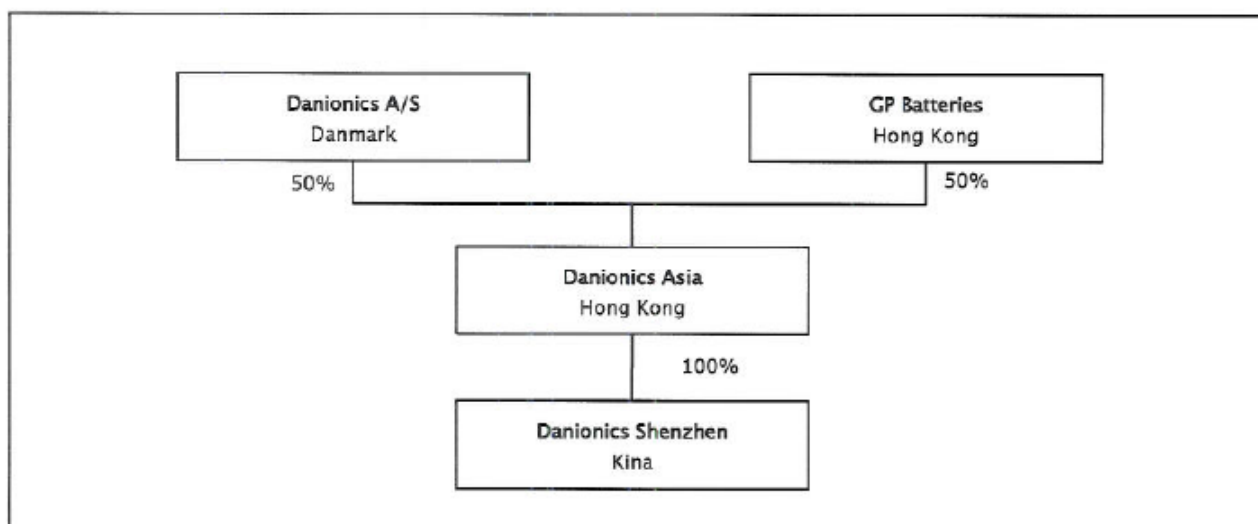 Danionics A/S
Danmark
GP Batteries
Hong Kong
50%
50%
Danionics Asia
Hong Kong
100%
Danionics Shenzhen
Kina